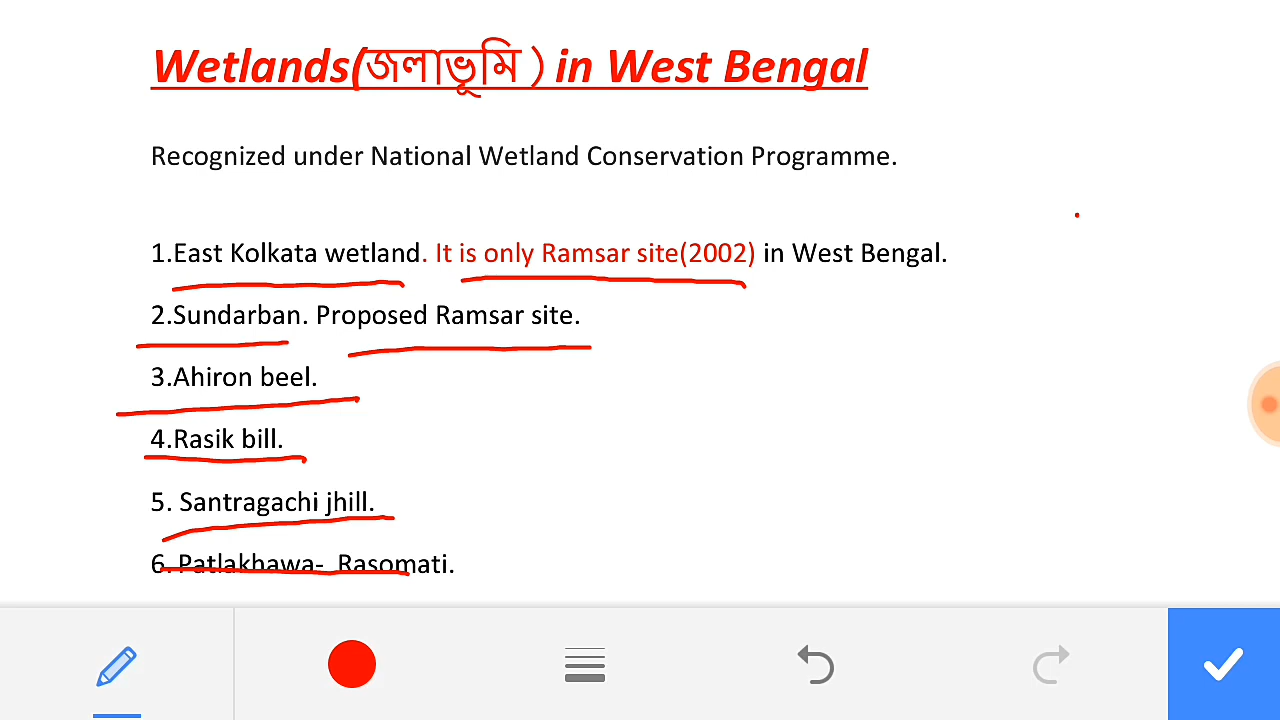 Wetlands(জলাভূমি ) in West Bengal
Recognized under National Wetland Conservation Programme.
1.East Kolkata wetland. It is only Ramsar site(2002) in West Bengal.
2.Sundarban. Proposed Ramsar site.
3.Ahiron beel.
4.Rasik bill.
5. Santragachi jhill.
6. Patlakhawa- Rasomati.